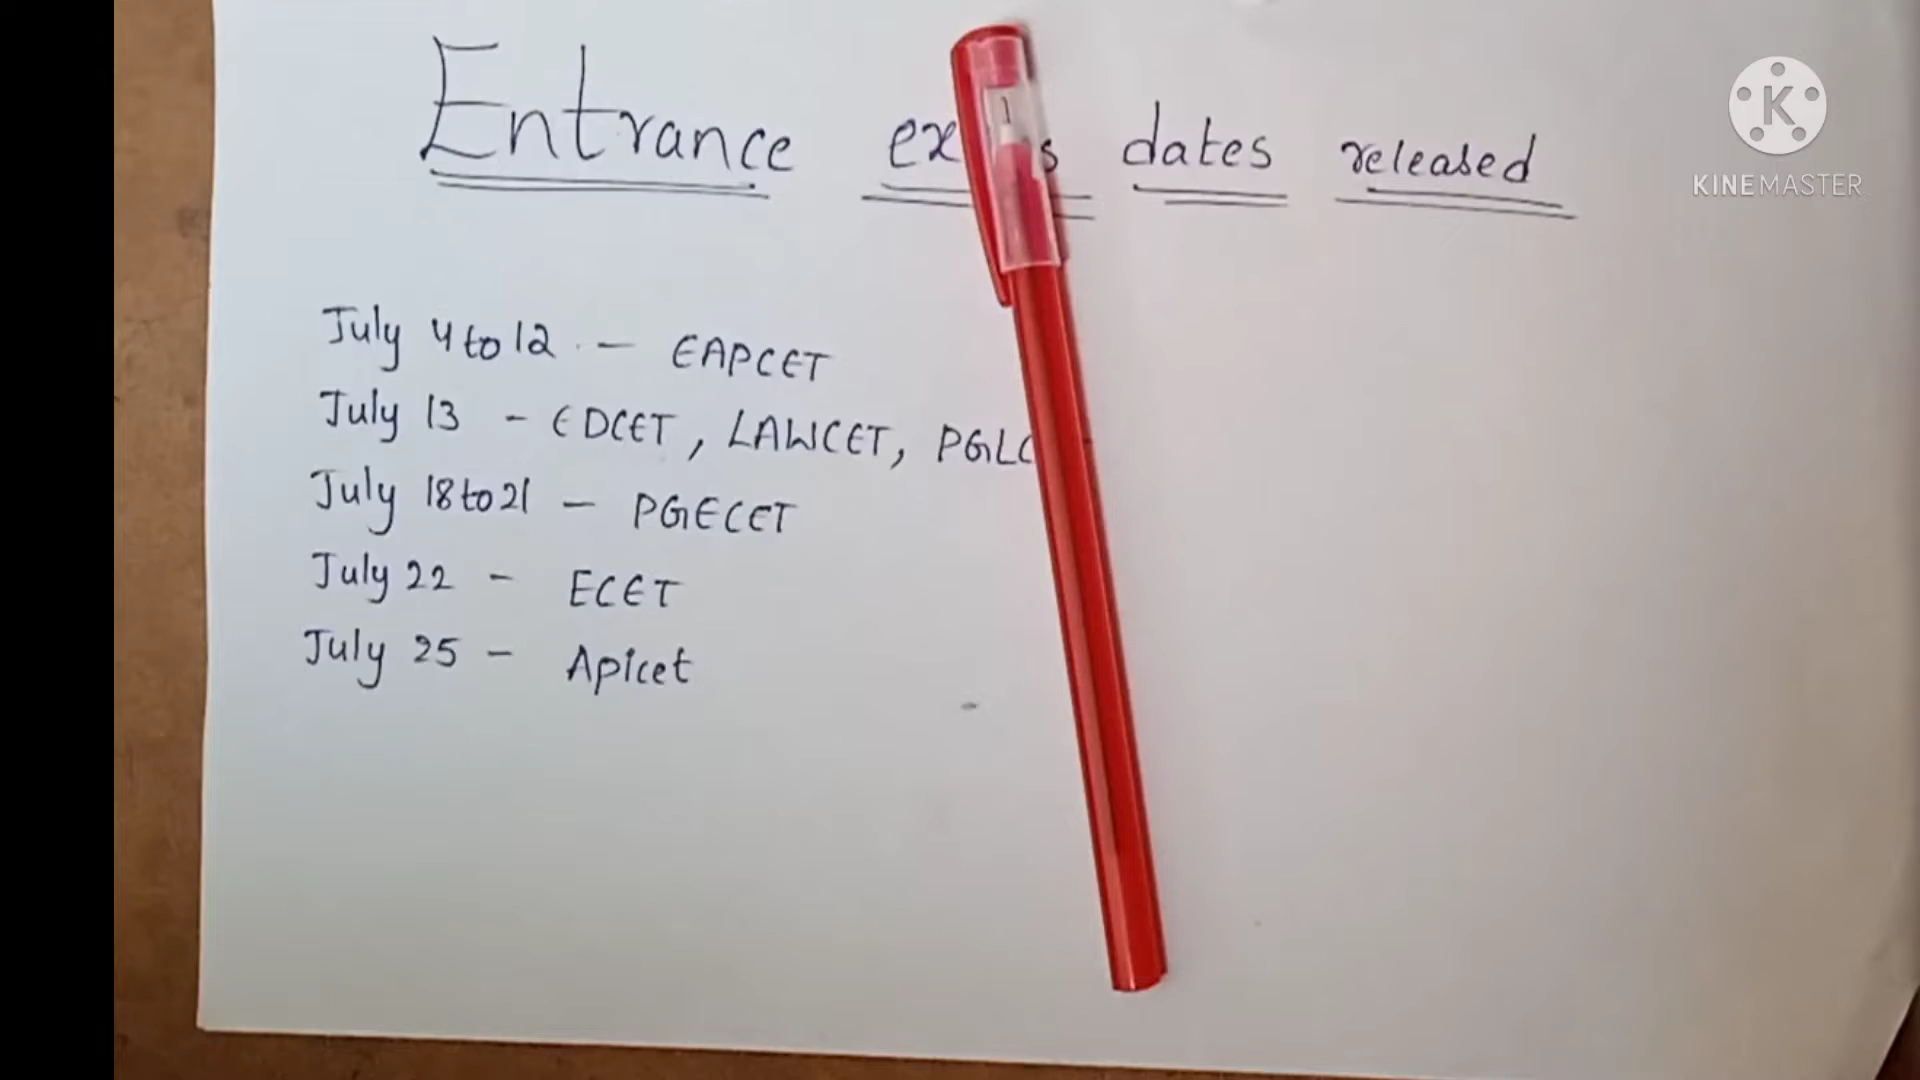 Entrance dates released
July 4 to 12 - EAPCET
July 13 - EDCET, LAWCET,
July 18 to 21 - PGECET
July 22 - ECET
July 25 - Apicet
K
KINEMASTER